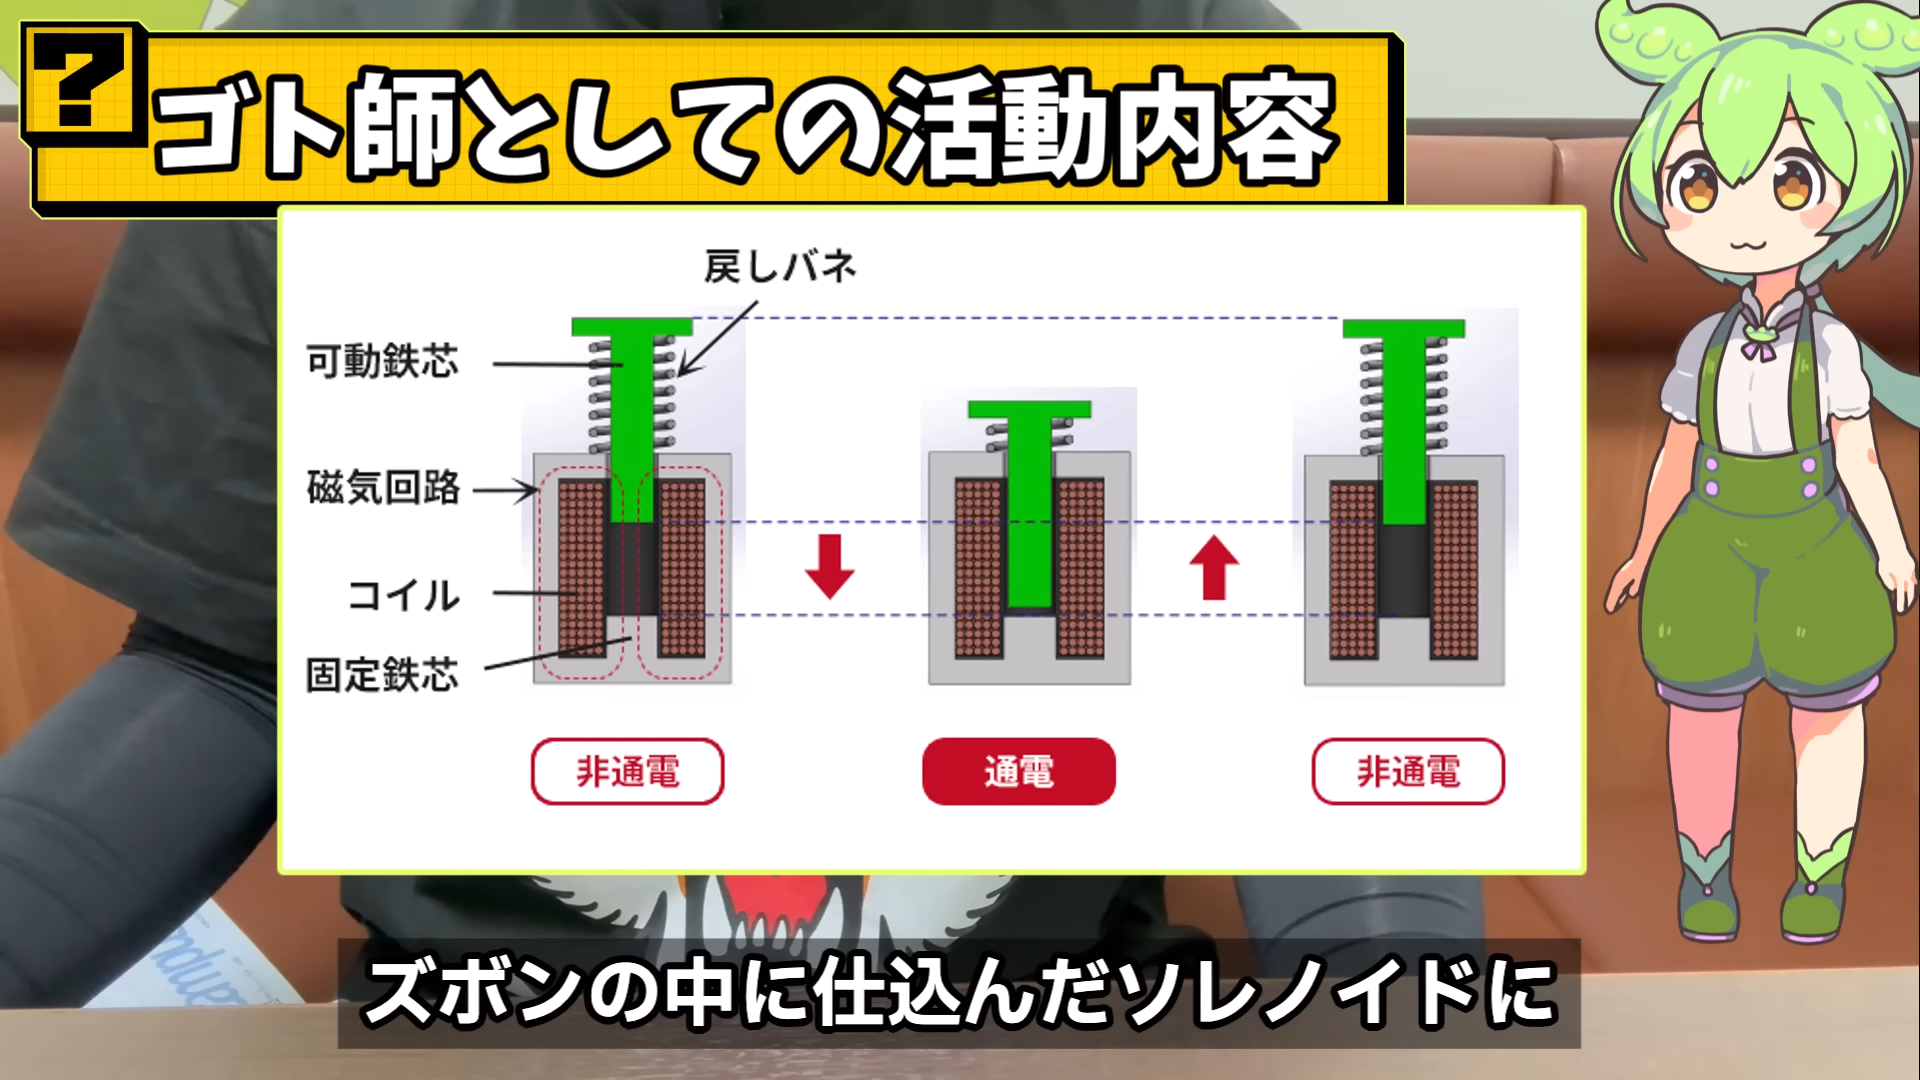 ?
ゴト師としての活動内容
戻しバネ
可動鉄芯
磁気回路
コイル
固定鉄芯
非通電
通電
非通電
ズボンの中に仕込んだソレノイドに